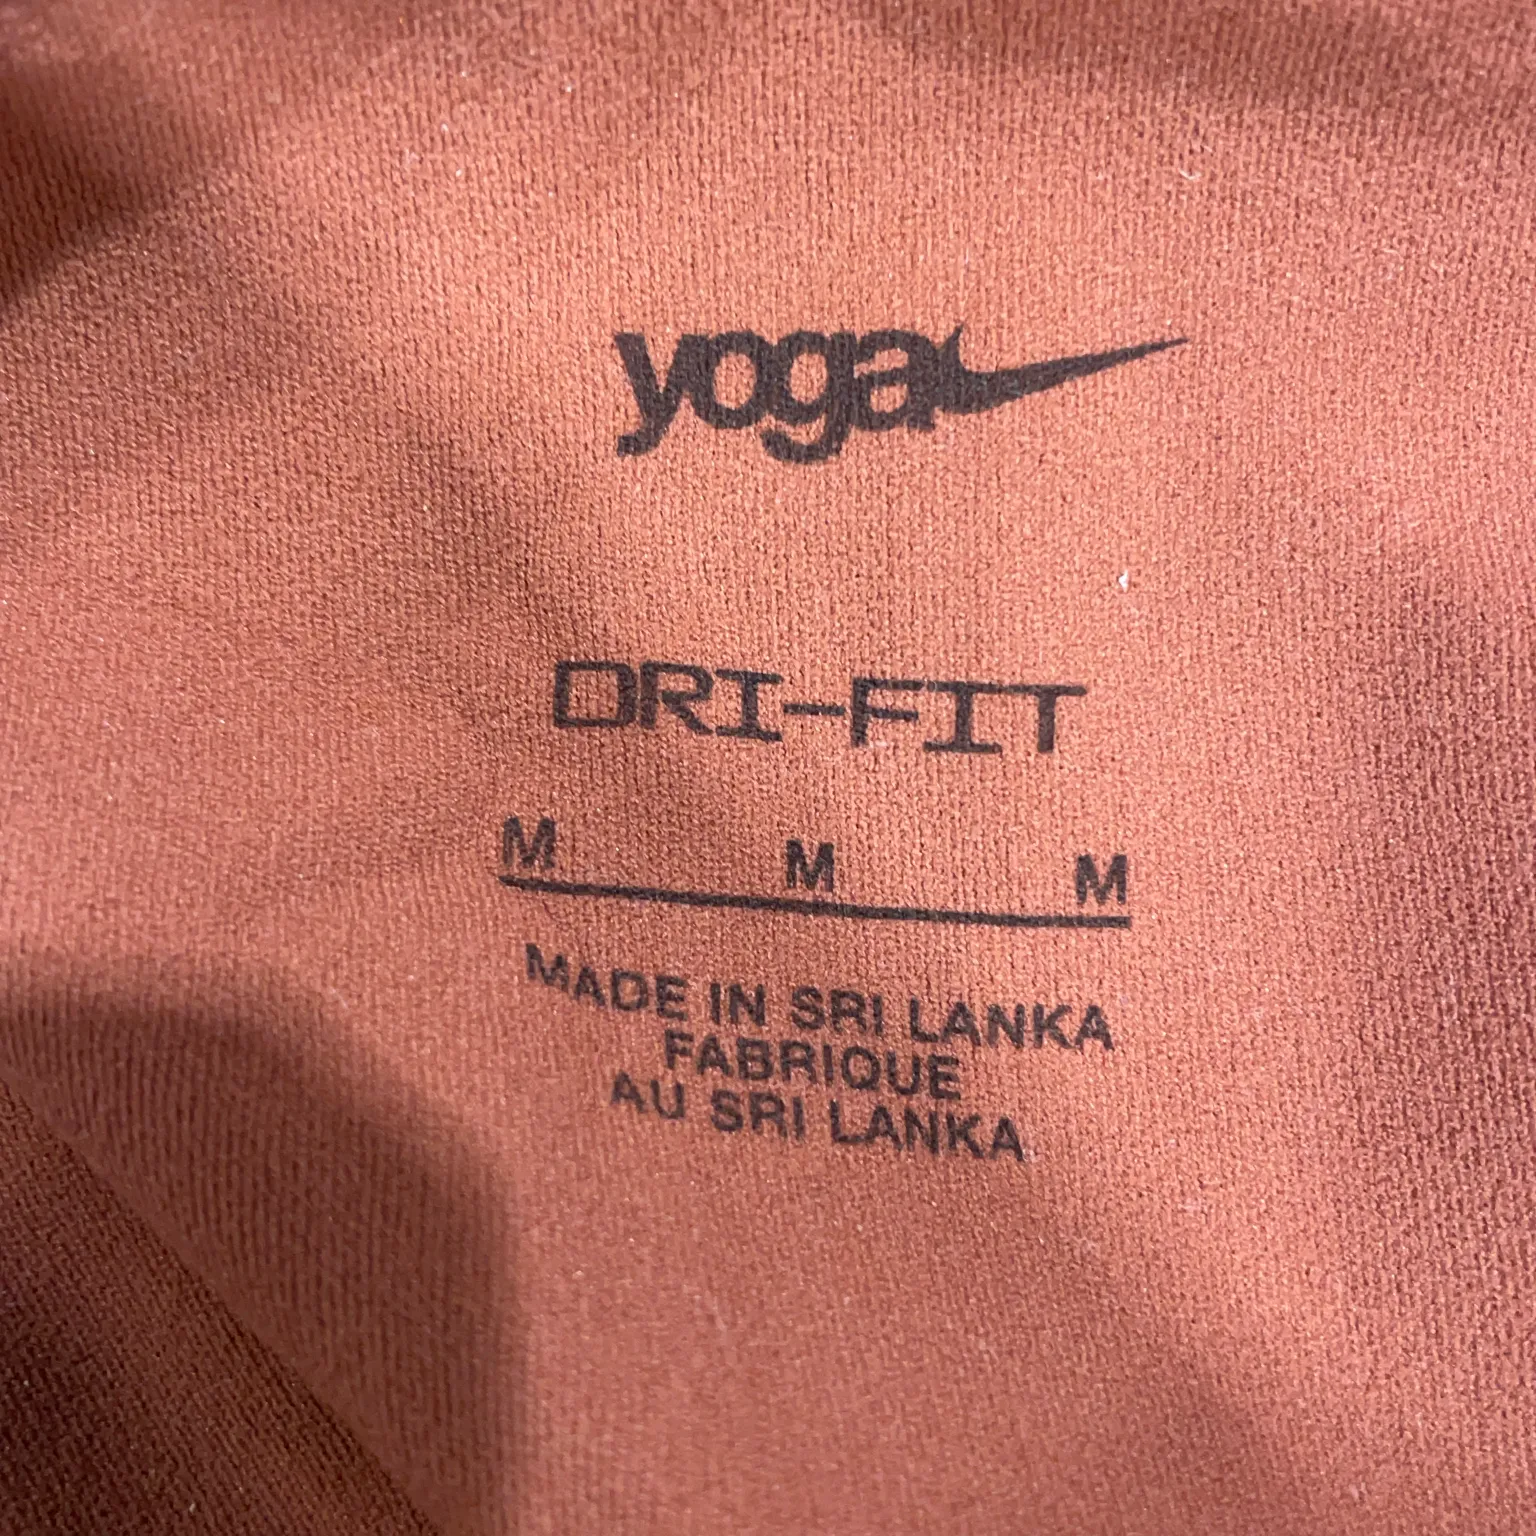 yoga
DRI-FIT
M M M
MADE IN SRI LANKA
FABRIQUE
AU SRI LANKA